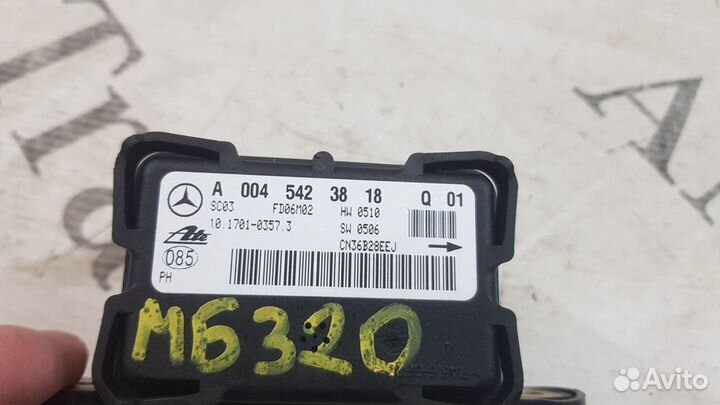 A 004 542 38 18 Q 01
SC03 FD06M02 HW 0510
10.1701-0357.3 SW 0506
Ate CN36B28EEJ
085
PH
M6320
Avito